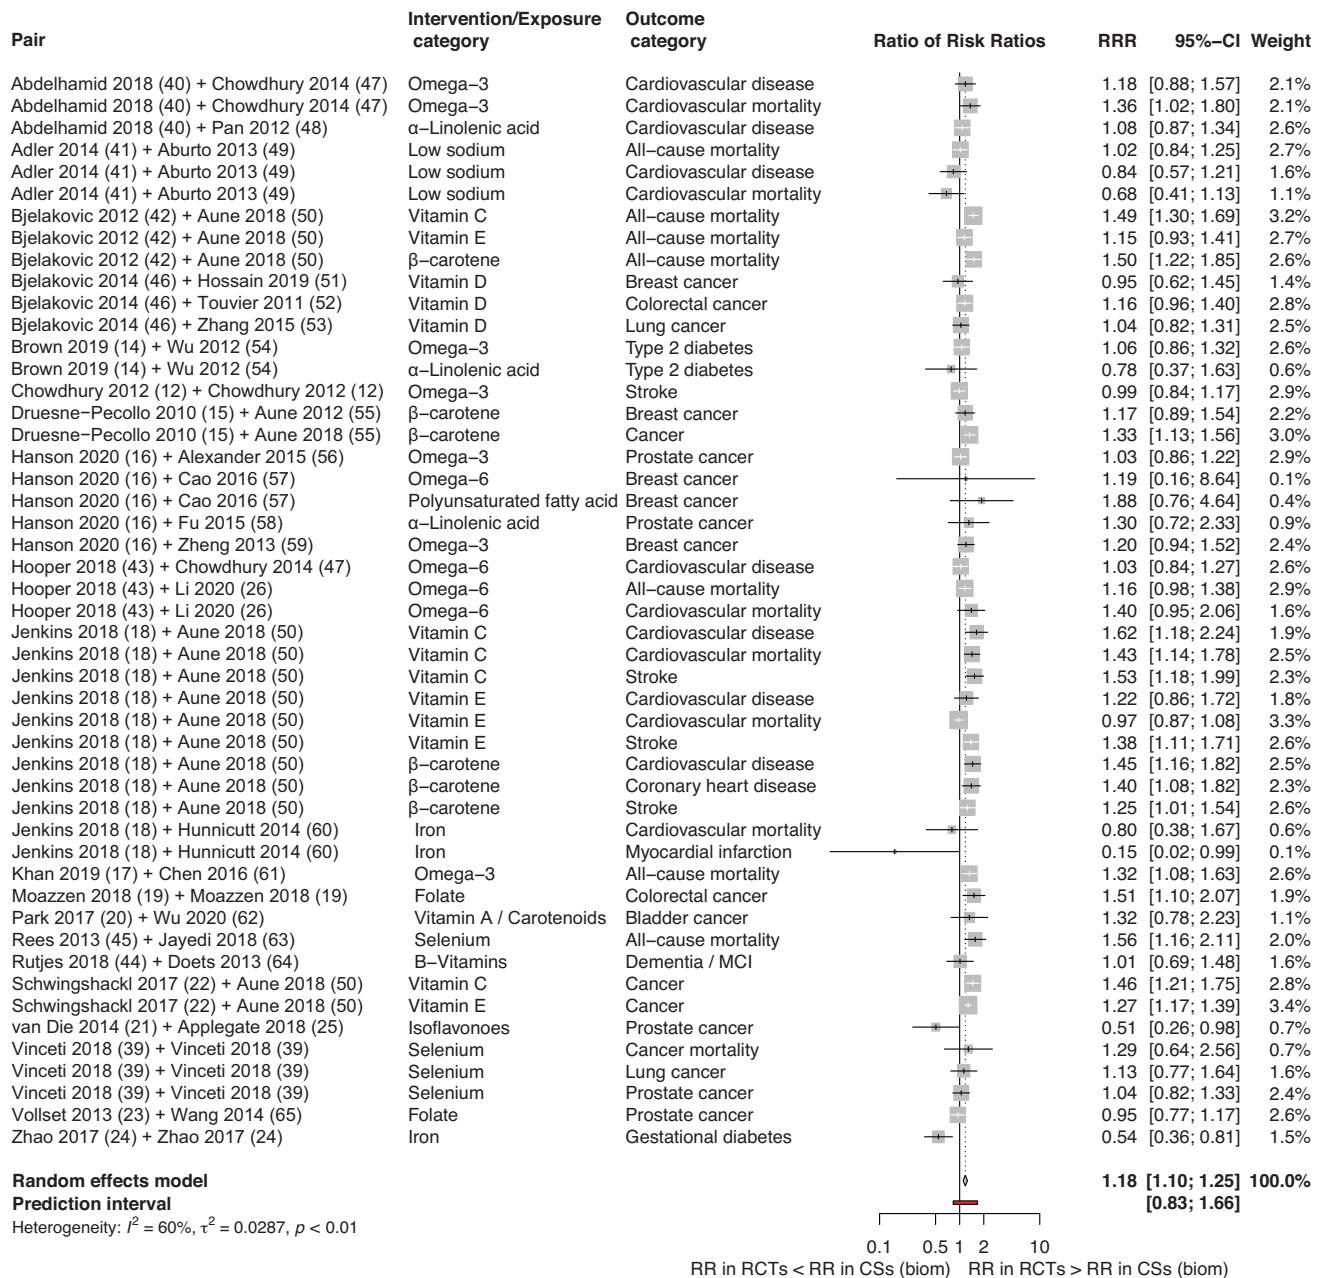 Pair Intervention/Exposure category Outcome category Ratio of Risk Ratios RRR 95%−CI Weight
Abdelhamid 2018 (40) + Chowdhury 2014 (47) Omega−3 Cardiovascular disease 1.18 [0.88; 1.57] 2.1%
Abdelhamid 2018 (40) + Chowdhury 2014 (47) Omega−3 Cardiovascular mortality 1.36 [1.02; 1.80] 2.1%
Abdelhamid 2018 (40) + Pan 2012 (48) α−Linolenic acid Cardiovascular disease 1.08 [0.87; 1.34] 2.6%
Adler 2014 (41) + Aburto 2013 (49) Low sodium All−cause mortality 1.02 [0.84; 1.25] 2.7%
Adler 2014 (41) + Aburto 2013 (49) Low sodium Cardiovascular disease 0.84 [0.57; 1.21] 1.6%
Adler 2014 (41) + Aburto 2013 (49) Low sodium Cardiovascular mortality 0.68 [0.41; 1.13] 1.1%
Bjelakovic 2012 (42) + Aune 2018 (50) Vitamin C All−cause mortality 1.49 [1.30; 1.69] 3.2%
Bjelakovic 2012 (42) + Aune 2018 (50) Vitamin E All−cause mortality 1.15 [0.93; 1.41] 2.7%
Bjelakovic 2012 (42) + Aune 2018 (50) β−carotene All−cause mortality 1.50 [1.22; 1.85] 2.6%
Bjelakovic 2014 (46) + Hossain 2019 (51) Vitamin D Breast cancer 0.95 [0.62; 1.45] 1.4%
Bjelakovic 2014 (46) + Touvier 2011 (52) Vitamin D Colorectal cancer 1.16 [0.96; 1.40] 2.8%
Bjelakovic 2014 (46) + Zhang 2015 (53) Vitamin D Lung cancer 1.04 [0.82; 1.31] 2.5%
Brown 2019 (14) + Wu 2012 (54) Omega−3 Type 2 diabetes 1.06 [0.86; 1.32] 2.6%
Brown 2019 (14) + Wu 2012 (54) α−Linolenic acid Type 2 diabetes 0.78 [0.37; 1.63] 0.6%
Chowdhury 2012 (12) + Chowdhury 2012 (12) Omega−3 Stroke 0.99 [0.84; 1.17] 2.9%
Druesne−Pecollo 2010 (15) + Aune 2012 (55) β−carotene Breast cancer 1.17 [0.89; 1.54] 2.2%
Druesne−Pecollo 2010 (15) + Aune 2018 (55) β−carotene Cancer 1.33 [1.13; 1.56] 3.0%
Hanson 2020 (16) + Alexander 2015 (56) Omega−3 Prostate cancer 1.03 [0.86; 1.22] 2.9%
Hanson 2020 (16) + Cao 2016 (57) Omega−6 Breast cancer 1.19 [0.16; 8.64] 0.1%
Hanson 2020 (16) + Cao 2016 (57) Polyunsaturated fatty acid Breast cancer 1.88 [0.76; 4.64] 0.4%
Hanson 2020 (16) + Fu 2015 (58) α−Linolenic acid Prostate cancer 1.30 [0.72; 2.33] 0.9%
Hanson 2020 (16) + Zheng 2013 (59) Omega−3 Breast cancer 1.20 [0.94; 1.52] 2.4%
Hooper 2018 (43) + Chowdhury 2014 (47) Omega−6 Cardiovascular disease 1.03 [0.84; 1.27] 2.6%
Hooper 2018 (43) + Li 2020 (26) Omega−6 All−cause mortality 1.16 [0.98; 1.38] 2.9%
Hooper 2018 (43) + Li 2020 (26) Omega−6 Cardiovascular mortality 1.40 [0.95; 2.06] 1.6%
Jenkins 2018 (18) + Aune 2018 (50) Vitamin C Cardiovascular disease 1.62 [1.18; 2.24] 1.9%
Jenkins 2018 (18) + Aune 2018 (50) Vitamin C Cardiovascular mortality 1.43 [1.14; 1.78] 2.5%
Jenkins 2018 (18) + Aune 2018 (50) Vitamin C Stroke 1.53 [1.18; 1.99] 2.3%
Jenkins 2018 (18) + Aune 2018 (50) Vitamin E Cardiovascular disease 1.22 [0.86; 1.72] 1.8%
Jenkins 2018 (18) + Aune 2018 (50) Vitamin E Cardiovascular mortality 0.97 [0.87; 1.08] 3.3%
Jenkins 2018 (18) + Aune 2018 (50) Vitamin E Stroke 1.38 [1.11; 1.71] 2.6%
Jenkins 2018 (18) + Aune 2018 (50) β−carotene Cardiovascular disease 1.45 [1.16; 1.82] 2.5%
Jenkins 2018 (18) + Aune 2018 (50) β−carotene Coronary heart disease 1.40 [1.08; 1.82] 2.3%
Jenkins 2018 (18) + Aune 2018 (50) β−carotene Stroke 1.25 [1.01; 1.54] 2.6%
Jenkins 2018 (18) + Hunnicutt 2014 (60) Iron Cardiovascular mortality 0.80 [0.38; 1.67] 0.6%
Jenkins 2018 (18) + Hunnicutt 2014 (60) Iron Myocardial infarction 0.15 [0.02; 0.99] 0.1%
Khan 2019 (17) + Chen 2016 (61) Omega−3 All−cause mortality 1.32 [1.08; 1.63] 2.6%
Moazzen 2018 (19) + Moazzen 2018 (19) Folate Colorectal cancer 1.51 [1.10; 2.07] 1.9%
Park 2017 (20) + Wu 2020 (62) Vitamin A / Carotenoids Bladder cancer 1.32 [0.78; 2.23] 1.1%
Rees 2013 (45) + Jayedi 2018 (63) Selenium All−cause mortality 1.56 [1.16; 2.11] 2.0%
Rutjes 2018 (44) + Doets 2013 (64) B−Vitamins Dementia / MCI 1.01 [0.69; 1.48] 1.6%
Schwingshackl 2017 (22) + Aune 2018 (50) Vitamin C Cancer 1.46 [1.21; 1.75] 2.8%
Schwingshackl 2017 (22) + Aune 2018 (50) Vitamin E Cancer 1.27 [1.17; 1.39] 3.4%
van Die 2014 (21) + Applegate 2018 (25) Isoflavonoes Prostate cancer 0.51 [0.26; 0.98] 0.7%
Vinceti 2018 (39) + Vinceti 2018 (39) Selenium Cancer mortality 1.29 [0.64; 2.56] 0.7%
Vinceti 2018 (39) + Vinceti 2018 (39) Selenium Lung cancer 1.13 [0.77; 1.64] 1.6%
Vinceti 2018 (39) + Vinceti 2018 (39) Selenium Prostate cancer 1.04 [0.82; 1.33] 2.4%
Vollset 2013 (23) + Wang 2014 (65) Folate Prostate cancer 0.95 [0.77; 1.17] 2.6%
Zhao 2017 (24) + Zhao 2017 (24) Iron Gestational diabetes 0.54 [0.36; 0.81] 1.5%
Random effects model 1.18 [1.10; 1.25] 100.0%
Prediction interval [0.83; 1.66]
Heterogeneity: I² = 60%, τ² = 0.0287, p < 0.01
0.1 0.5 1 2 10
RR in RCTs < RR in CSs (biom) RR in RCTs > RR in CSs (biom)